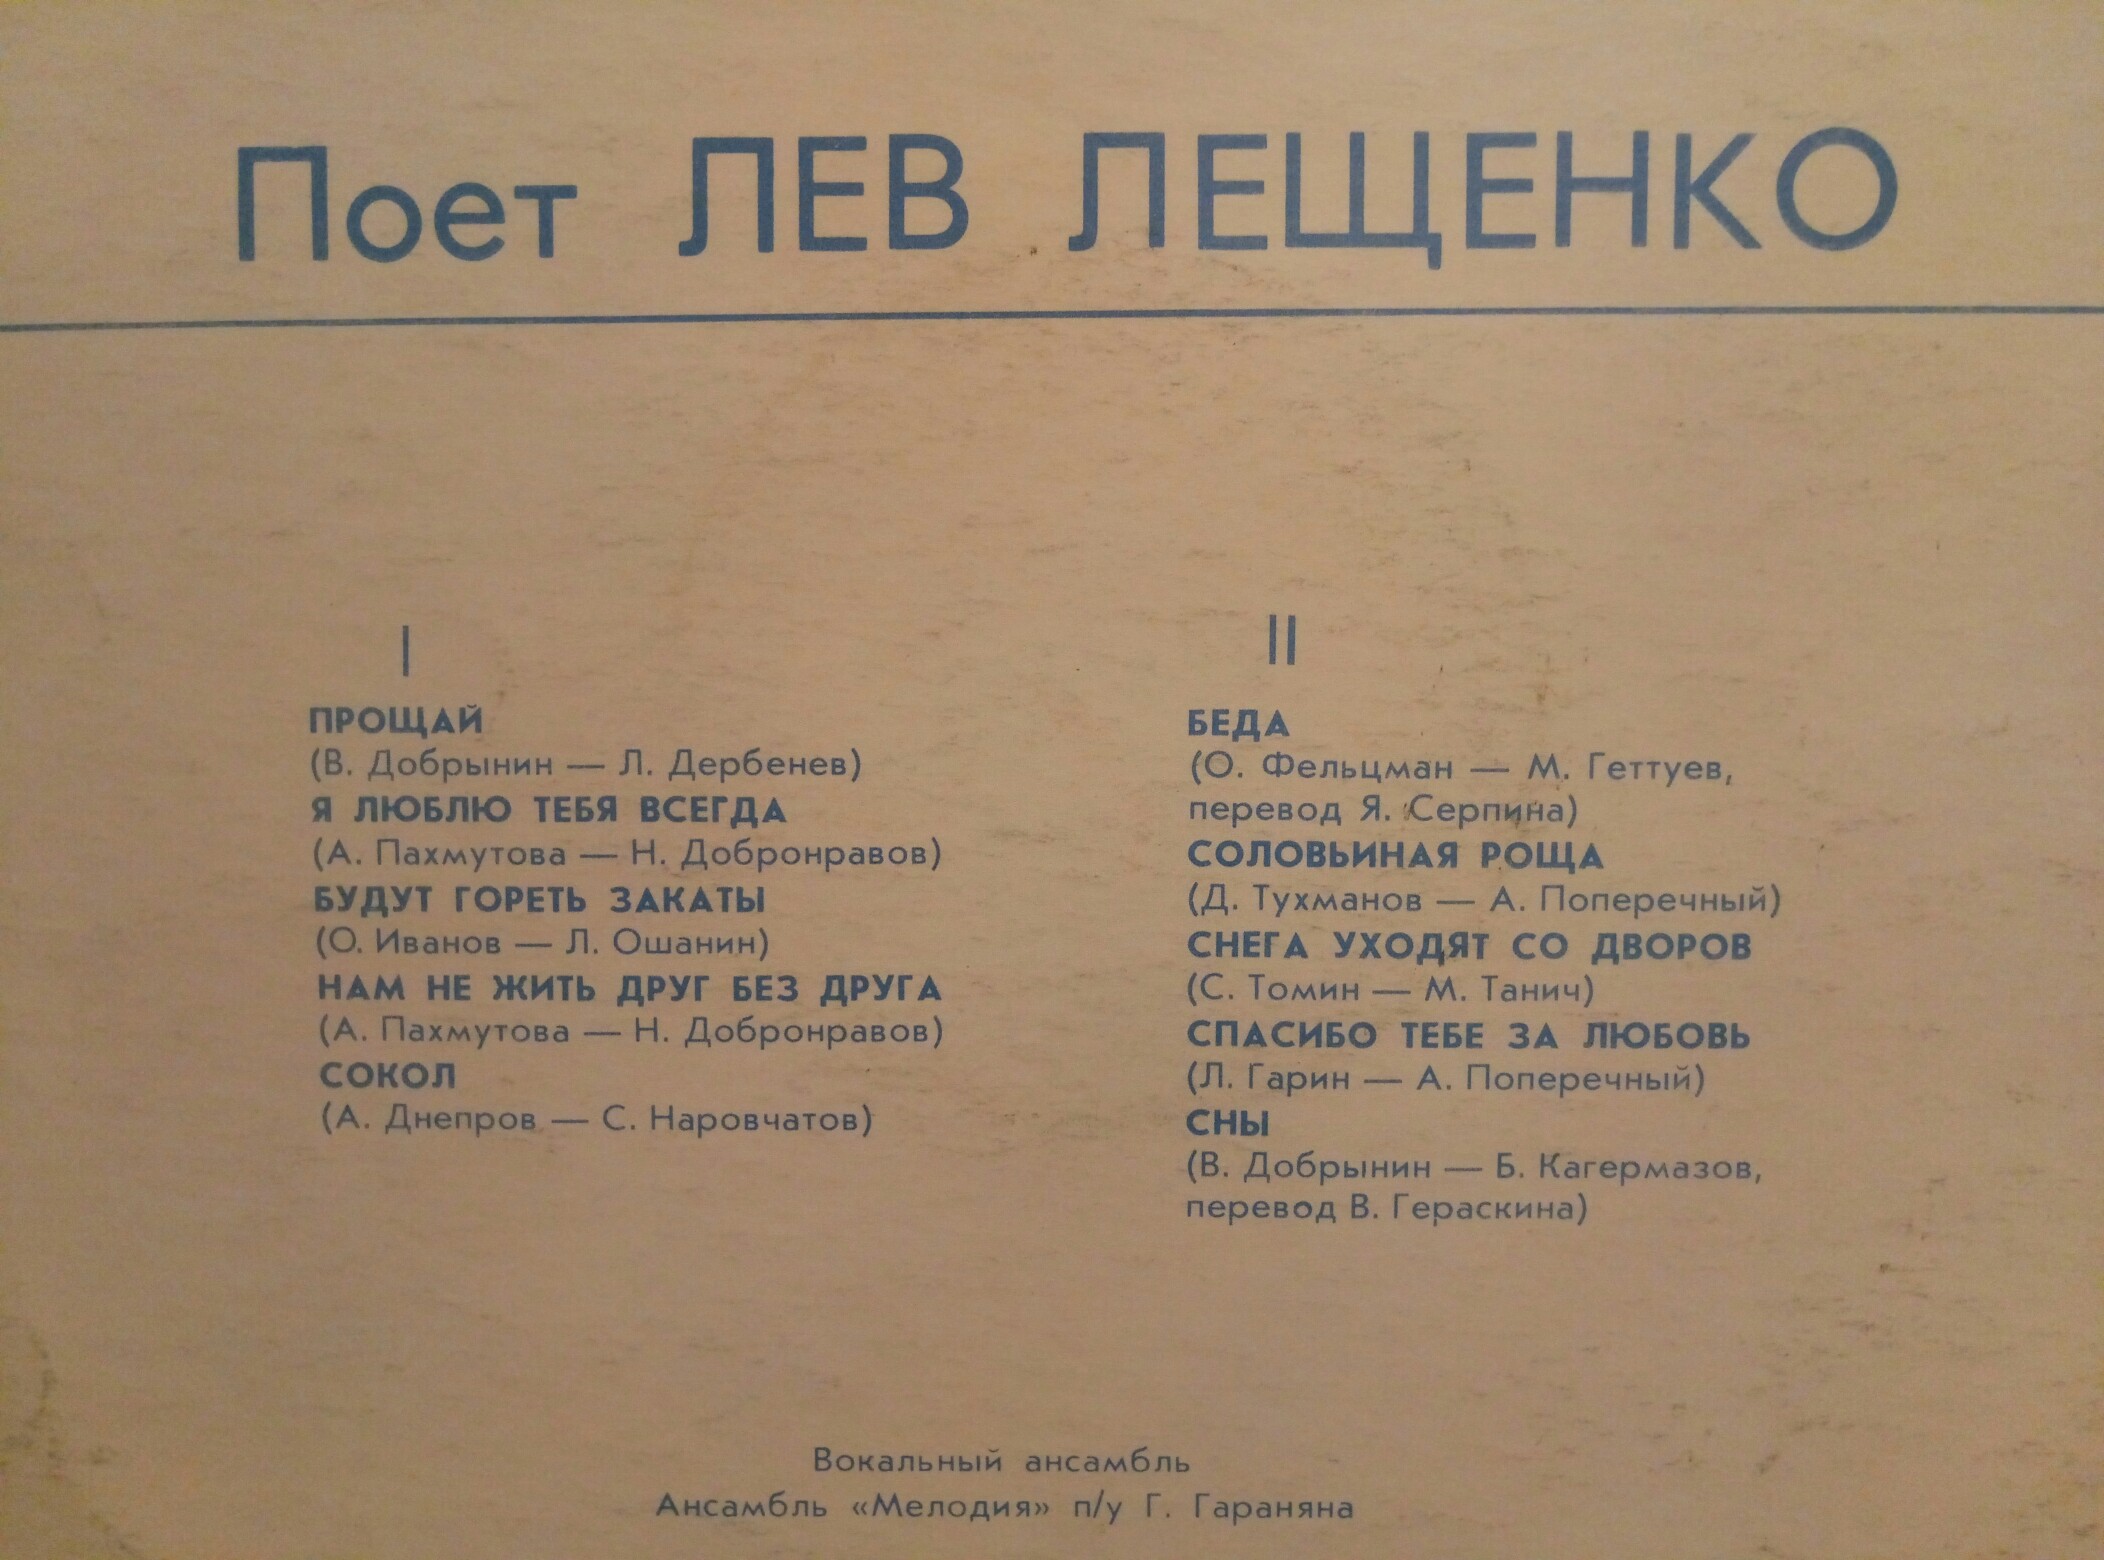 Поет ЛЕВ ЛЕЩЕНКО
I
ПРОЩАЙ
(В. Добрынин — Л. Дербенев)
Я ЛЮБЛЮ ТЕБЯ ВСЕГДА
(А. Пахмутова — Н. Добронравов)
БУДУТ ГОРЕТЬ ЗАКАТЫ
(О. Иванов — Л. Ошанин)
НАМ НЕ ЖИТЬ ДРУГ БЕЗ ДРУГА
(А. Пахмутова — Н. Добронравов)
СОКОЛ
(А. Днепров — С. Наровчатов)
II
БЕДА
(О. Фельцман — М. Геттуев,
перевод Я. Серпина)
СОЛОВЬИНАЯ РОЩА
(Д. Тухманов — А. Поперечный)
СНЕГА УХОДЯТ СО ДВОРОВ
(С. Томин — М. Танич)
СПАСИБО ТЕБЕ ЗА ЛЮБОВЬ
(Л. Гарин — А. Поперечный)
СНЫ
(В. Добрынин — Б. Кагермазов,
перевод В. Гераскина)
Вокальный ансамбль
Ансамбль «Мелодия» п/у Г. Гараняна